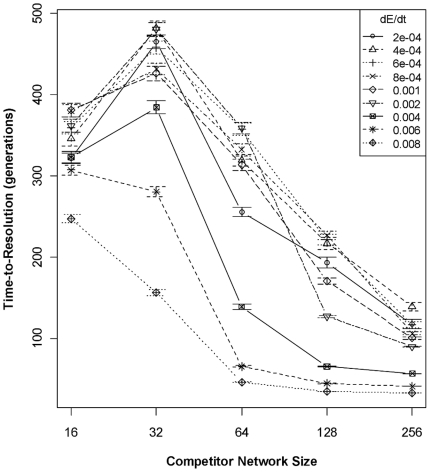 dE/dt
2e-04
4e-04
6e-04
8e-04
0.001
0.002
0.004
0.006
0.008
500
400
300
200
100
Time-to-Resolution (generations)
16 32 64 128 256
Competitor Network Size